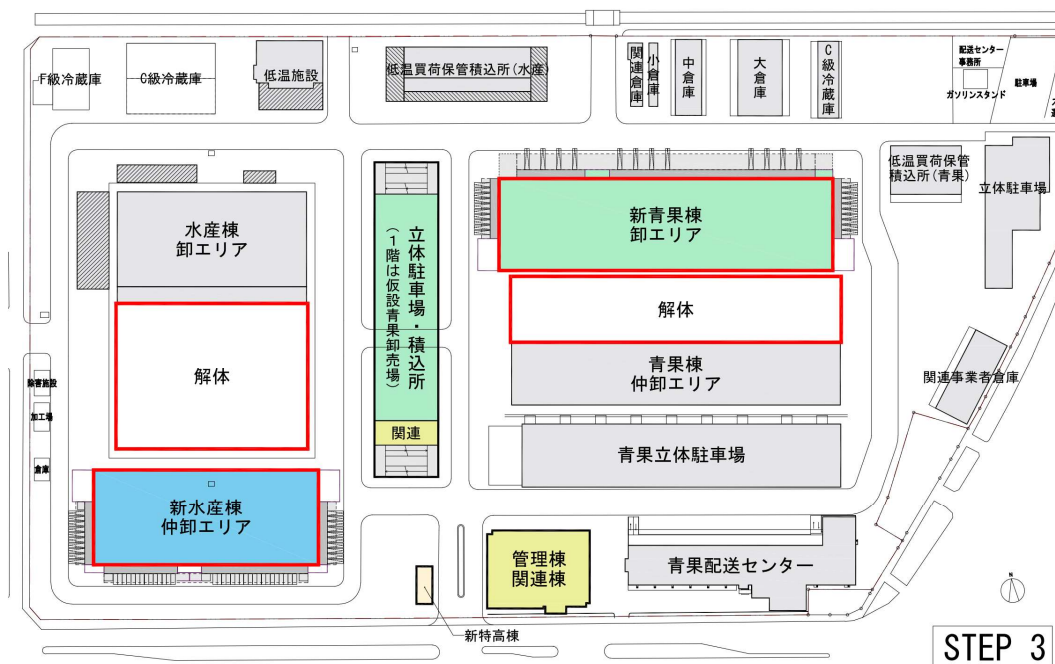 F級冷蔵庫
C級冷蔵庫
低温施設
低温買荷保管積込所(水産)
関連倉庫
小倉庫
中倉庫
大倉庫
C級冷蔵庫
配送センター
事務所
ガソリンスタンド
駐車場
低温買荷保管
積込所(青果)
立体駐車場
水産棟
卸エリア
立体駐車場・積込所
(1階は仮設青果卸売場)
新青果棟
卸エリア
解体
解体
青果棟
仲卸エリア
関連事業者倉庫
除害施設
加工場
倉庫
関連
青果立体駐車場
新水産棟
仲卸エリア
管理棟
関連棟
青果配送センター
新特高棟
N
STEP 3